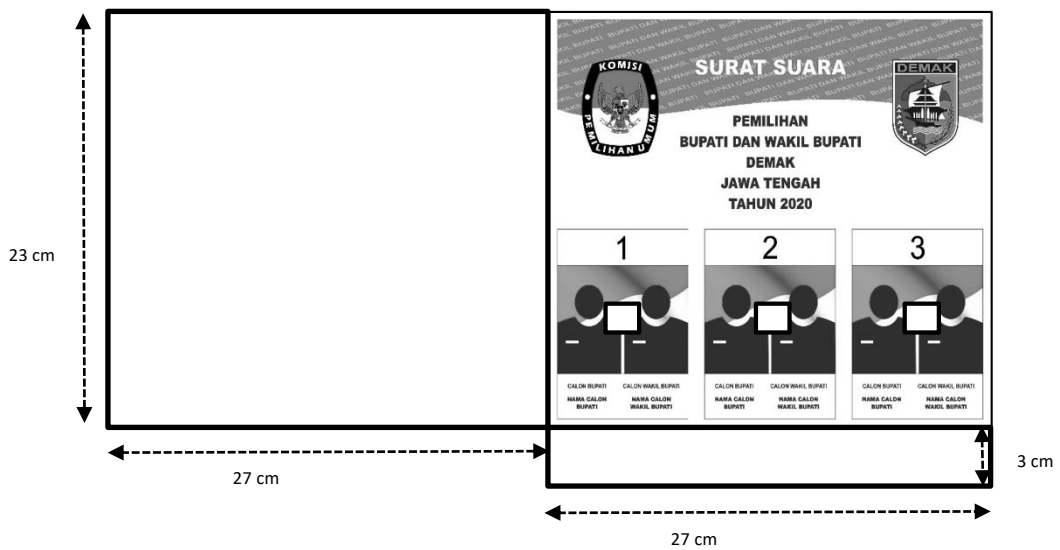 SURAT SUARA
KOMISI
PEMILIHAN UMUM
DEMAK
PEMILIHAN
BUPATI DAN WAKIL BUPATI
DEMAK
JAWA TENGAH
TAHUN 2020
23 cm
1
2
3
CALON BUPATI CALON WAKIL BUPATI
NAMA CALON BUPATI NAMA CALON WAKIL BUPATI
CALON BUPATI CALON WAKIL BUPATI
NAMA CALON BUPATI NAMA CALON WAKIL BUPATI
CALON BUPATI CALON WAKIL BUPATI
NAMA CALON BUPATI NAMA CALON WAKIL BUPATI
27 cm
3 cm
27 cm